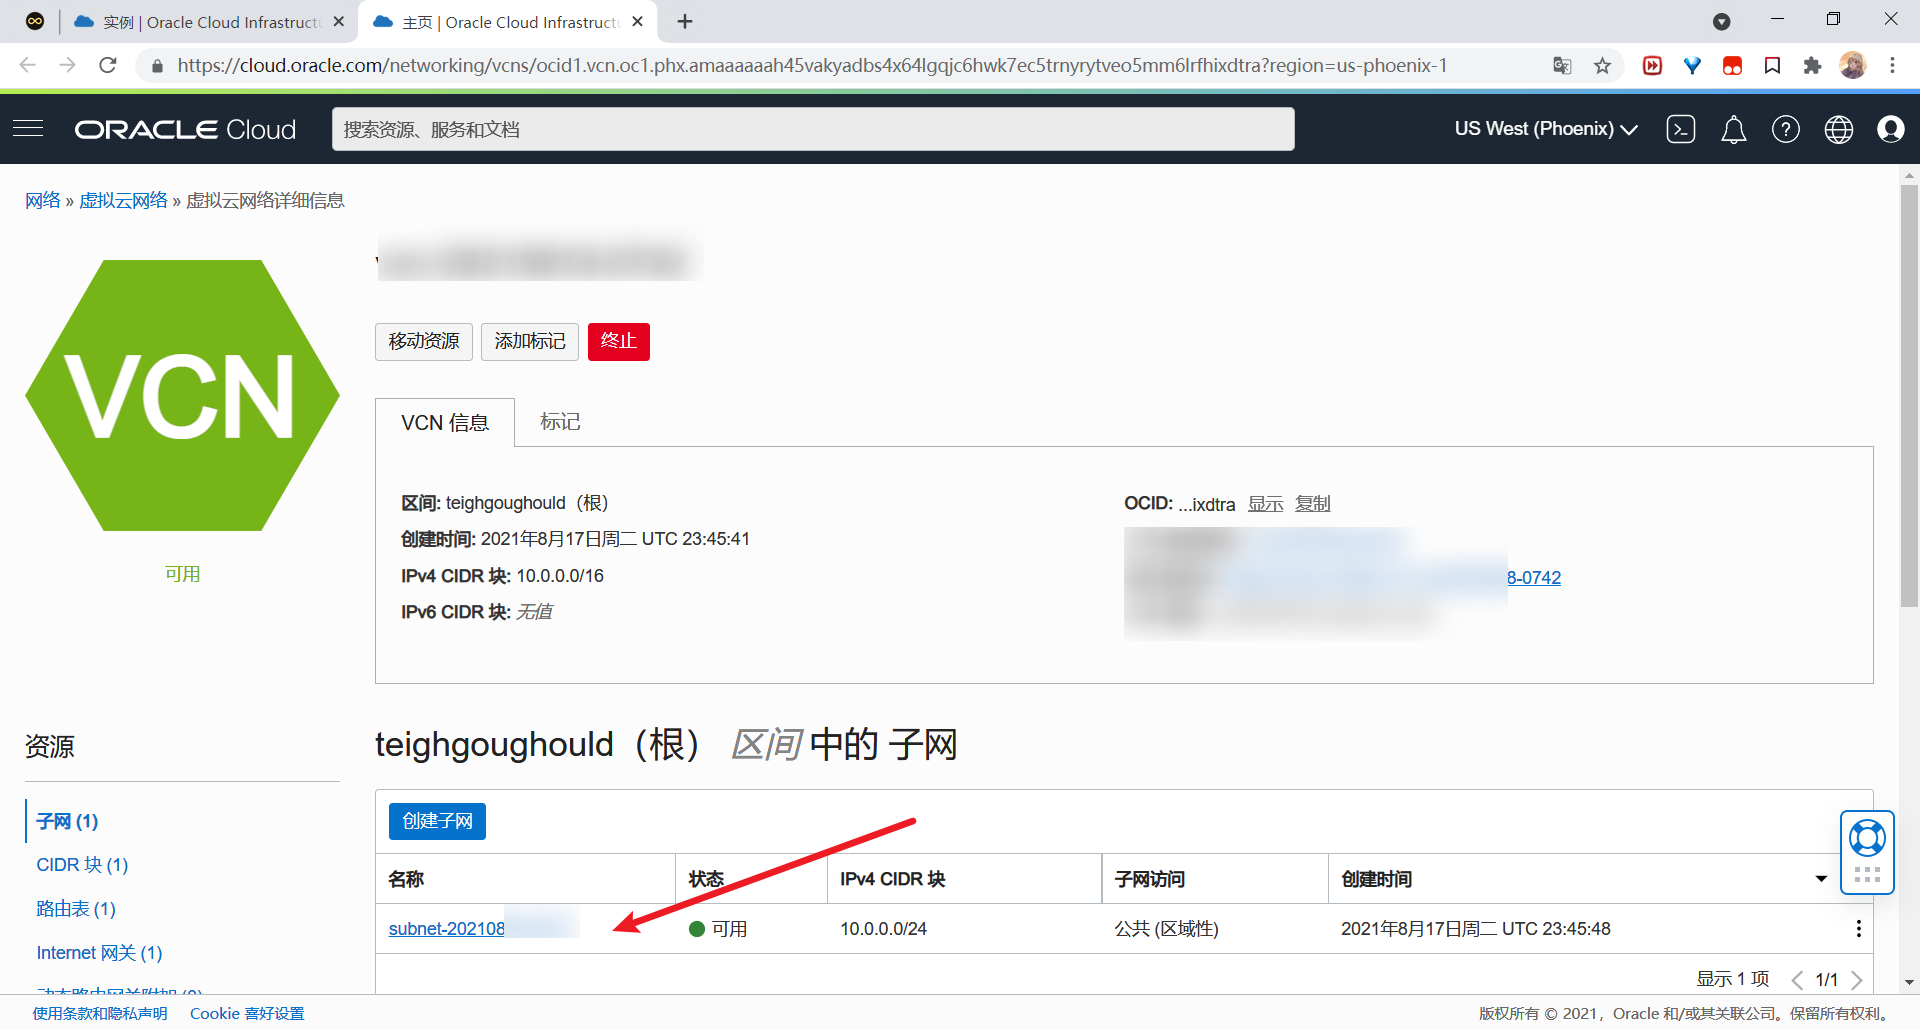 实例 | Oracle Cloud Infrastructu
主页 | Oracle Cloud Infrastructu
https://cloud.oracle.com/networking/vcns/ocid1.vcn.oc1.phx.amaaaaaah45vakyadbs4x64lgqjc6hwk7ec5trnyrytveo5mm6lrfhixdtra?region=us-phoenix-1
ORACLE Cloud
搜索资源、服务和文档
US West (Phoenix)
网络 » 虚拟云网络 » 虚拟云网络详细信息
VCN
可用
移动资源
添加标记
终止
VCN 信息
标记
区间: teighgoughould（根）
创建时间: 2021年8月17日周二 UTC 23:45:41
IPv4 CIDR 块: 10.0.0.0/16
IPv6 CIDR 块: 无值
OCID: ...ixdtra 显示 复制
8-0742
资源
子网 (1)
CIDR 块 (1)
路由表 (1)
Internet 网关 (1)
teighgoughould（根） 区间 中的 子网
创建子网
名称 状态 IPv4 CIDR 块 子网访问 创建时间
subnet-202108 可用 10.0.0.0/24 公共 (区域性) 2021年8月17日周二 UTC 23:45:48
显示 1 项 1/1
使用条款和隐私声明 Cookie 喜好设置
版权所有 © 2021，Oracle 和/或其关联公司。保留所有权利。